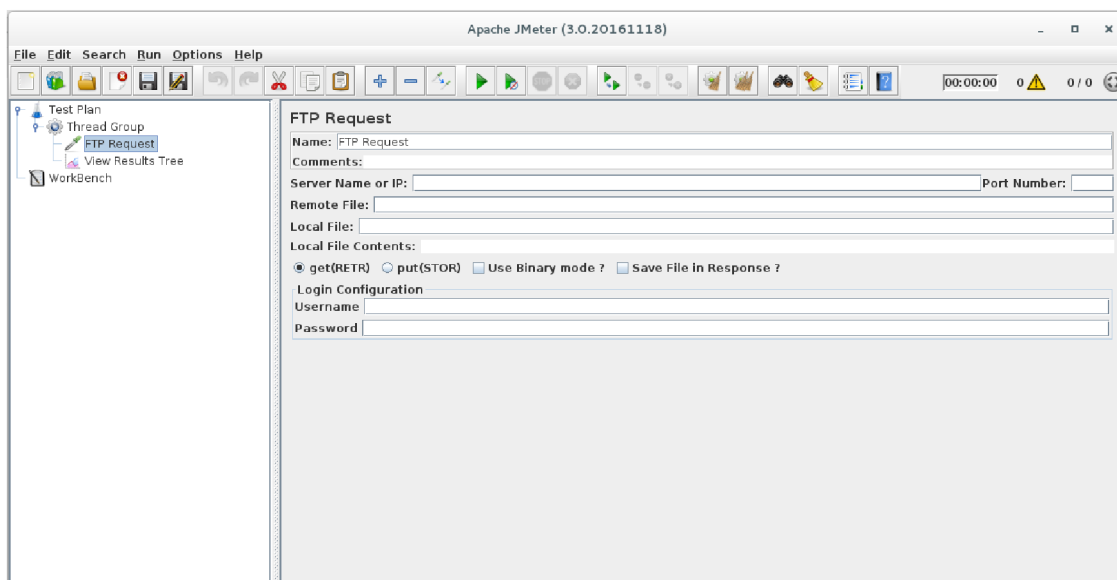 Apache JMeter (3.0.20161118)
File Edit Search Run Options Help
00:00:00 0 0 / 0
Test Plan
Thread Group
FTP Request
View Results Tree
WorkBench
FTP Request
Name: FTP Request
Comments:
Server Name or IP: Port Number:
Remote File:
Local File:
Local File Contents:
get(RETR) put(STOR) Use Binary mode ? Save File in Response ?
Login Configuration
Username
Password